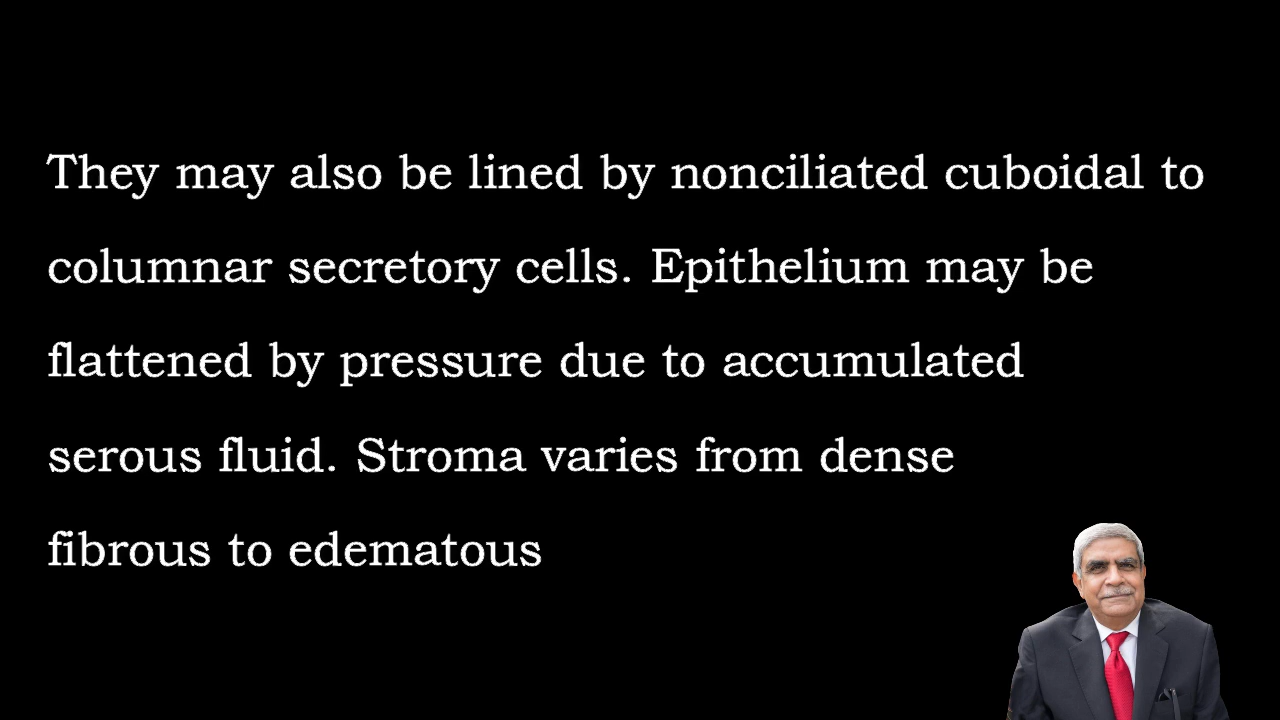 They may also be lined by nonciliated cuboidal to
columnar secretory cells. Epithelium may be
flattened by pressure due to accumulated
serous fluid. Stroma varies from dense
fibrous to edematous